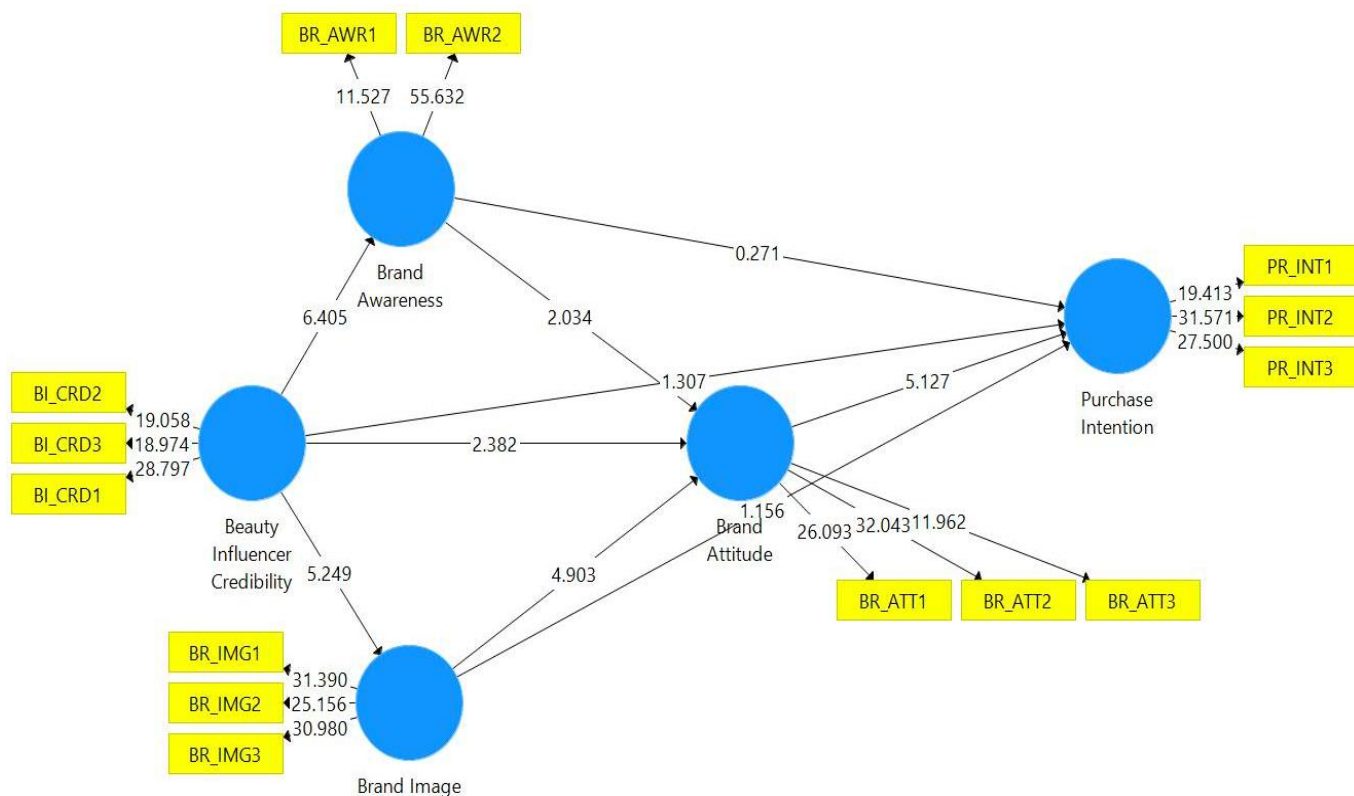 BR_AWR1
BR_AWR2
11.527
55.632
Brand
Awareness
0.271
6.405
2.034
PR_INT1
19.413
PR_INT2
31.571
27.500
PR_INT3
Purchase
Intention
1.307
5.127
BI_CRD2
19.058
BI_CRD3
18.974
28.797
BI_CRD1
2.382
Beauty
Influencer
Credibility
1.156
Brand
Attitude
26.093
32.043
11.962
5.249
4.903
BR_ATT1
BR_ATT2
BR_ATT3
BR_IMG1
31.390
BR_IMG2
25.156
30.980
BR_IMG3
Brand Image